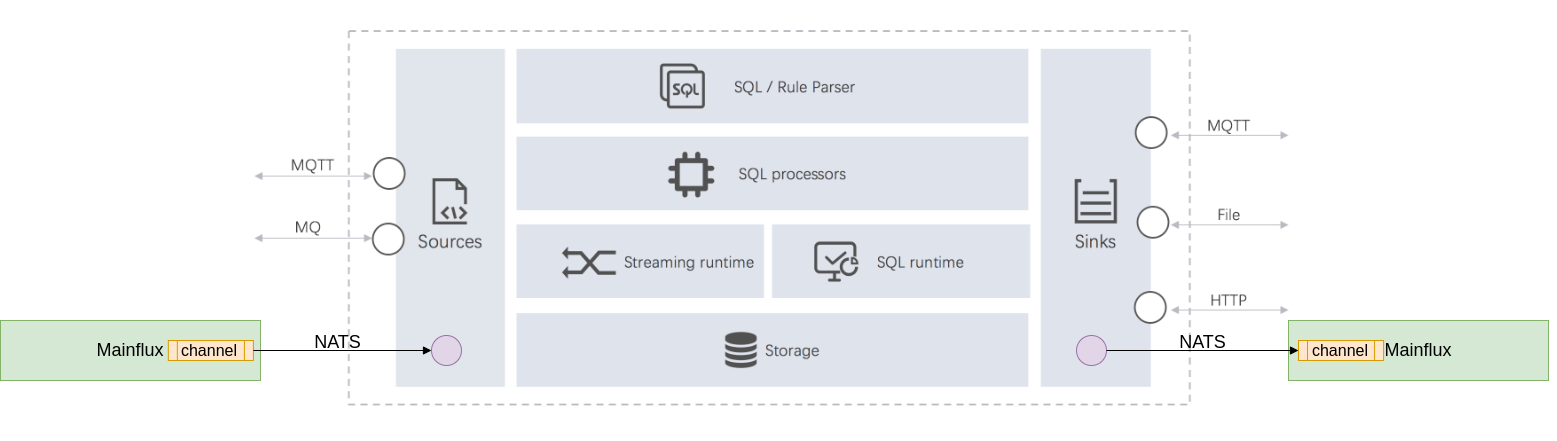 SQL
SQL / Rule Parser
MQTT
MQTT
SQL processors
MQ
File
Sources
Sinks
Streaming runtime
SQL runtime
HTTP
NATS
NATS
Mainflux
channel
Storage
channel
Mainflux